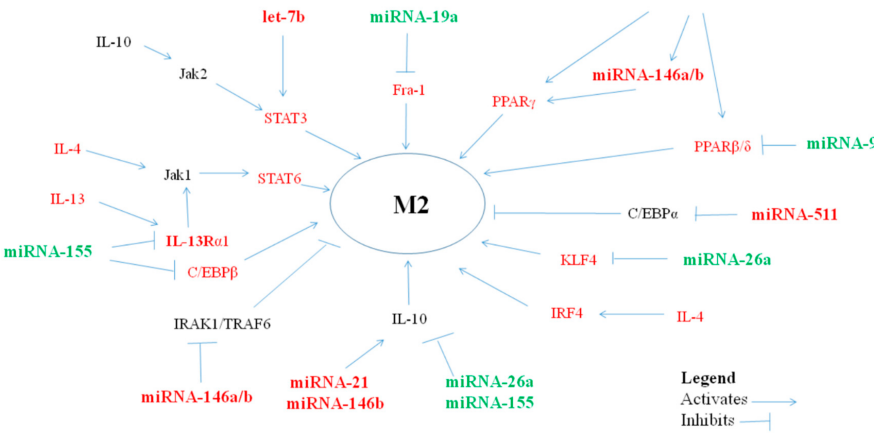 let-7b
miRNA-19a
IL-10
Jak2
miRNA-146a/b
Fra-1
PPARγ
STAT3
IL-4
PPARβ/δ
miRNA-9
Jak1
STAT6
IL-13
M2
C/EBPα
miRNA-511
miRNA-155
IL-13Rα1
C/EBPβ
KLF4
miRNA-26a
IRAK1/TRAF6
IL-10
IRF4
IL-4
miRNA-146a/b
miRNA-21
miRNA-146b
miRNA-26a
miRNA-155
Legend
Activates
Inhibits